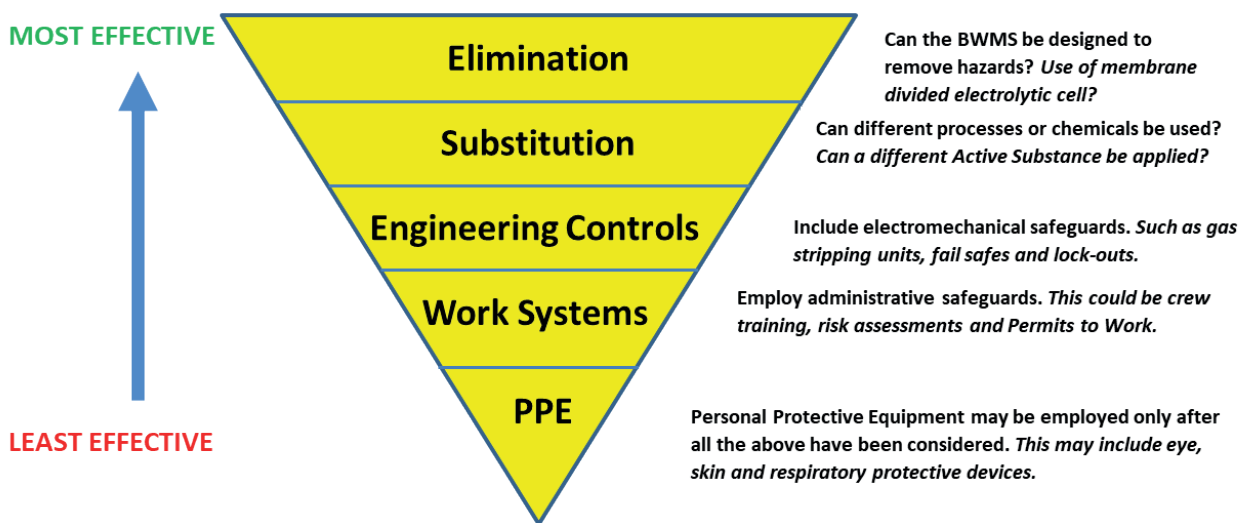 MOST EFFECTIVE
Elimination
Can the BWMS be designed to
remove hazards? Use of membrane
divided electrolytic cell?
Substitution
Can different processes or chemicals be used?
Can a different Active Substance be applied?
Engineering Controls
Include electromechanical safeguards. Such as gas
stripping units, fail safes and lock-outs.
Work Systems
Employ administrative safeguards. This could be crew
training, risk assessments and Permits to Work.
PPE
Personal Protective Equipment may be employed only after
all the above have been considered. This may include eye,
skin and respiratory protective devices.
LEAST EFFECTIVE